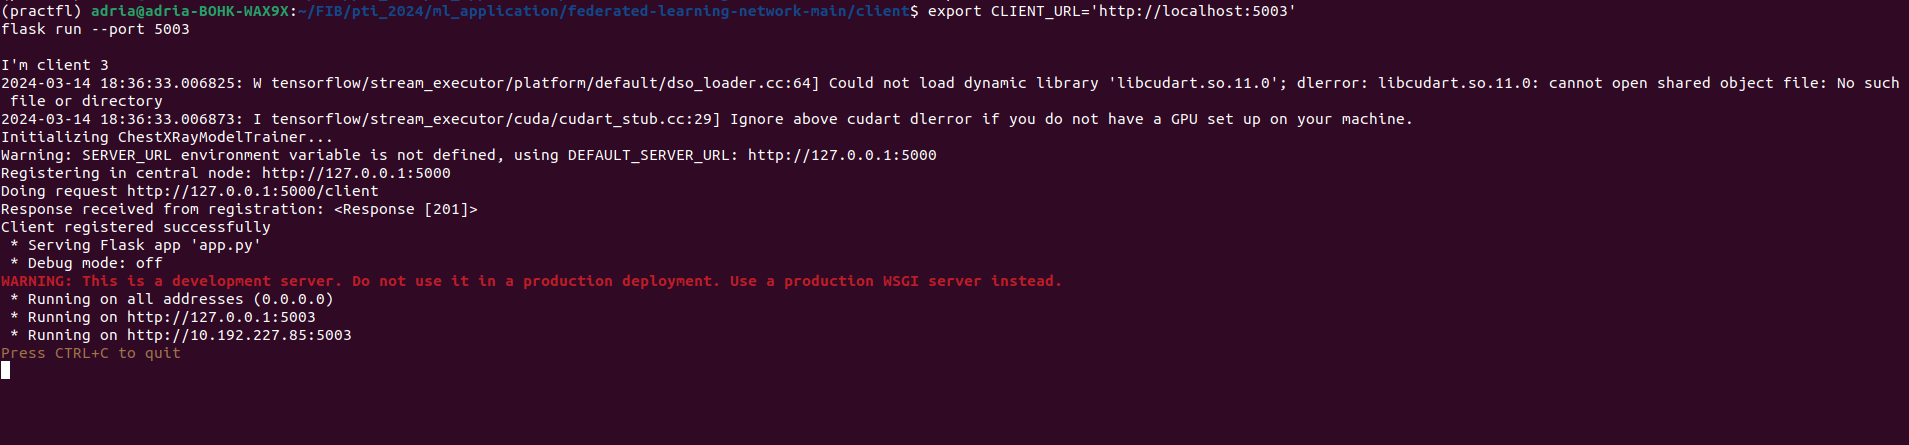 (practfl) adria@adria-BOHK-WAX9X:~/FIB/pti_2024/ml_application/federated-learning-network-main/client$ export CLIENT_URL='http://localhost:5003'
flask run --port 5003
I'm client 3
2024-03-14 18:36:33.006825: W tensorflow/stream_executor/platform/default/dso_loader.cc:64] Could not load dynamic library 'libcudart.so.11.0'; dlerror: libcudart.so.11.0: cannot open shared object file: No such
file or directory
2024-03-14 18:36:33.006873: I tensorflow/stream_executor/cuda/cudart_stub.cc:29] Ignore above cudart dlerror if you do not have a GPU set up on your machine.
Initializing ChestXRayModelTrainer...
Warning: SERVER_URL environment variable is not defined, using DEFAULT_SERVER_URL: http://127.0.0.1:5000
Registering in central node: http://127.0.0.1:5000
Doing request http://127.0.0.1:5000/client
Response received from registration: <Response [201]>
Client registered successfully
* Serving Flask app 'app.py'
* Debug mode: off
WARNING: This is a development server. Do not use it in a production deployment. Use a production WSGI server instead.
* Running on all addresses (0.0.0.0)
* Running on http://127.0.0.1:5003
* Running on http://10.192.227.85:5003
Press CTRL+C to quit